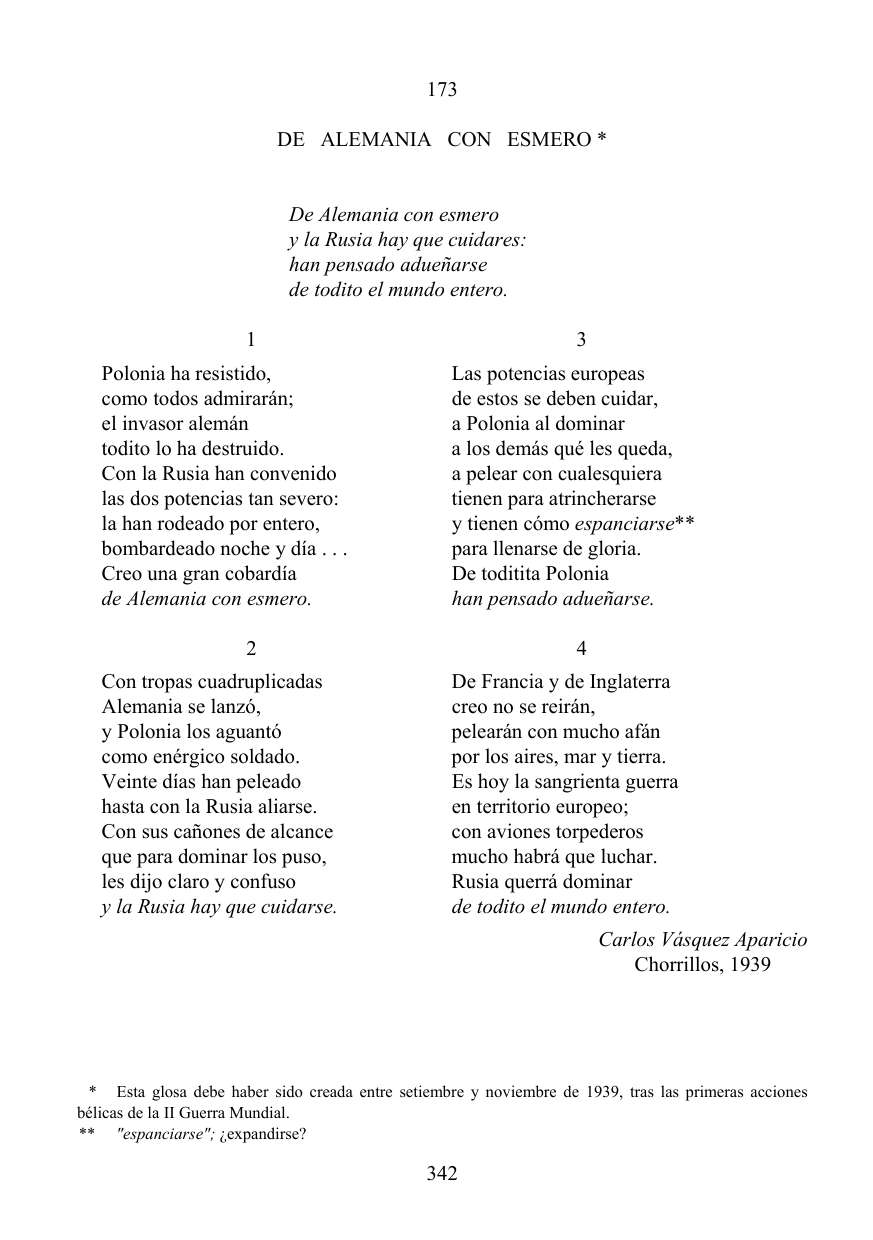 173
DE ALEMANIA CON ESMERO *
De Alemania con esmero
y la Rusia hay que cuidares:
han pensado adueñarse
de todito el mundo entero.
1
Polonia ha resistido,
como todos admirarán;
el invasor alemán
todito lo ha destruido.
Con la Rusia han convenido
las dos potencias tan severo:
la han rodeado por entero,
bombardeado noche y día . . .
Creo una gran cobardía
de Alemania con esmero.
2
Con tropas cuadruplicadas
Alemania se lanzó,
y Polonia los aguantó
como enérgico soldado.
Veinte días han peleado
hasta con la Rusia aliarse.
Con sus cañones de alcance
que para dominar los puso,
les dijo claro y confuso
y la Rusia hay que cuidarse.
3
Las potencias europeas
de estos se deben cuidar,
a Polonia al dominar
a los demás qué les queda,
a pelear con cualesquiera
tienen para atrincherarse
y tienen cómo espanciarse**
para llenarse de gloria.
De toditita Polonia
han pensado adueñarse.
4
De Francia y de Inglaterra
creo no se reirán,
pelearán con mucho afán
por los aires, mar y tierra.
Es hoy la sangrienta guerra
en territorio europeo;
con aviones torpederos
mucho habrá que luchar.
Rusia querrá dominar
de todito el mundo entero.
Carlos Vásquez Aparicio
Chorrillos, 1939
* Esta glosa debe haber sido creada entre setiembre y noviembre de 1939, tras las primeras acciones
bélicas de la II Guerra Mundial.
** "espanciarse"; ¿expandirse?
342